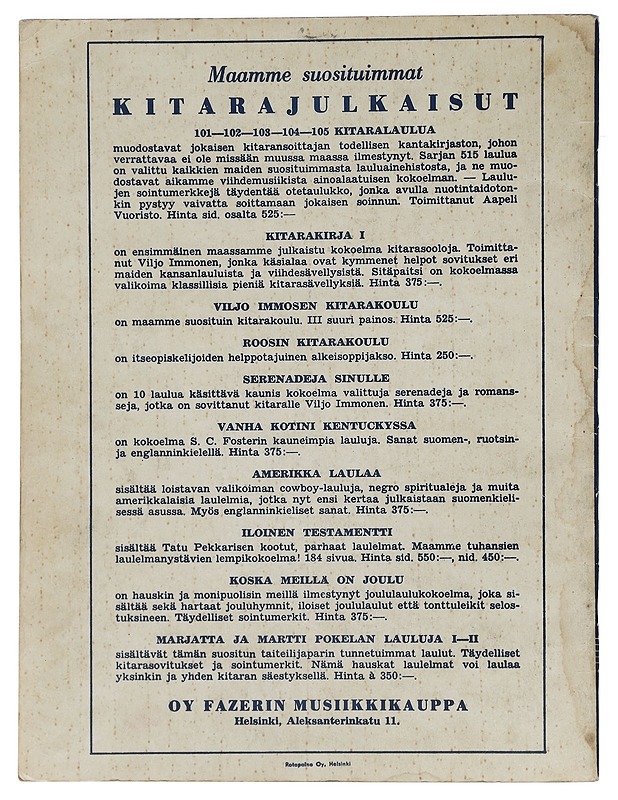 Maamme suosituimmat
KITARAJULKAISUT
101—102—103—104—105 KITARALAULUA
muodostavat jokaisen kitaransoittajan todellisen kantakirjaston, johon
verrattavaa ei ole missään muussa maassa ilmestynyt. Sarjan 515 laulua
on valittu kaikkien maiden suosituimmasta lauluainehistosta, ja ne muo-
dostavat aikamme viihdemusiikista ainoalaatuisen kokoelman. — Laulu-
jen sointumerkkejä täydentää otetaulukko, jonka avulla nuotintaidoton-
kin pystyy vaivatta soittamaan jokaisen soinnun. Toimittanut Aapeli
Vuoristo. Hinta sid. osalta 525:—
KITARAKIRJA I
on ensimmäinen maassamme julkaistu kokoelma kitarasooloja. Toimitta-
nut Viljo Immonen, jonka käsialaa ovat kymmenet helpot sovitukset eri
maiden kansanlauluista ja viihdesävellyksistä. Sitäpaitsi on kokoelmassa
valikoima klassillisia pieniä kitarasävellyksiä. Hinta 375:—.
VILJO IMMOSEN KITARAKOULU
on maamme suosituin kitarakoulu. III suuri painos. Hinta 525:—.
ROOSIN KITARAKOULU
on itseopiskelijoiden helppotajuinen alkeisoppijakso. Hinta 250:—.
SERENADEJA SINULLE
on 10 laulua käsittävä kaunis kokoelma valittuja serenadeja ja romans-
seja, jotka on sovittanut kitaralle Viljo Immonen. Hinta 375:—.
VANHA KOTINI KENTUCKYSSA
on kokoelma S. C. Fosterin kauneimpia lauluja. Sanat suomen-, ruotsin-
ja englanninkielellä. Hinta 375:—.
AMERIKKA LAULAA
sisältää loistavan valikoiman cowboy-lauluja, negro spiritualeja ja muita
amerikkalaisia laulelmia, jotka nyt ensi kertaa julkaistaan suomenkieli-
sessä asussa. Myös englanninkieliset sanat. Hinta 375:—.
ILOINEN TESTAMENTTI
sisältää Tatu Pekkarisen kootut, parhaat laulelmat. Maamme tuhansien
laulelmanystävien lempikokoelma! 184 sivua. Hinta sid. 550:—, nid. 450:—.
KOSKA MEILLÄ ON JOULU
on hauskin ja monipuolisin meillä ilmestynyt joululaulukokoelma, joka si-
sältää sekä hartaat jouluhymnit, iloiset joululaulut että tonttuleikit selos-
tuksineen. Täydelliset sointumerkit. Hinta 375:—.
MARJATTA JA MARTTI POKELAN LAULUJA I—II
sisältävät tämän suositun taiteilijaparin tunnetuimmat laulut. Täydelliset
kitarasovitukset ja sointumerkit. Nämä hauskat laulelmat voi laulaa
yksinkin ja yhden kitaran säestyksellä. Hinta à 350:—.
OY FAZERIN MUSIIKKIKAUPPA
Helsinki, Aleksanterinkatu 11.
Rotopaino Oy, Helsinki